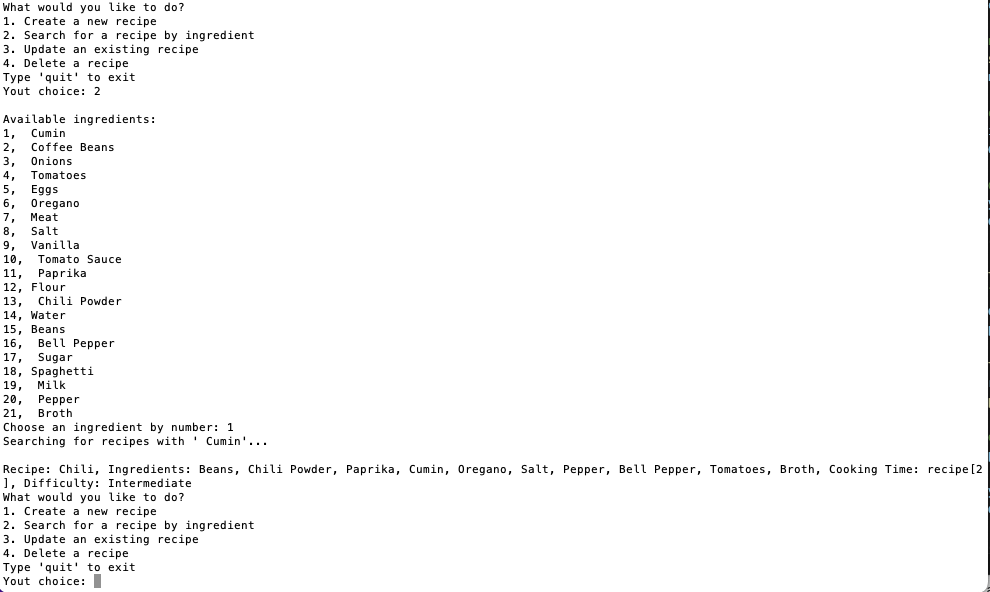 What would you like to do?
1. Create a new recipe
2. Search for a recipe by ingredient
3. Update an existing recipe
4. Delete a recipe
Type 'quit' to exit
Yout choice: 2

Available ingredients:
1,  Cumin
2,  Coffee Beans
3,  Onions
4,  Tomatoes
5,  Eggs
6,  Oregano
7,  Meat
8,  Salt
9,  Vanilla
10,  Tomato Sauce
11,  Paprika
12, Flour
13,  Chili Powder
14, Water
15, Beans
16,  Bell Pepper
17,  Sugar
18, Spaghetti
19,  Milk
20,  Pepper
21,  Broth
Choose an ingredient by number: 1
Searching for recipes with ' Cumin'...

Recipe: Chili, Ingredients: Beans, Chili Powder, Paprika, Cumin, Oregano, Salt, Pepper, Bell Pepper, Tomatoes, Broth, Cooking Time: recipe[2
], Difficulty: Intermediate
What would you like to do?
1. Create a new recipe
2. Search for a recipe by ingredient
3. Update an existing recipe
4. Delete a recipe
Type 'quit' to exit
Yout choice: